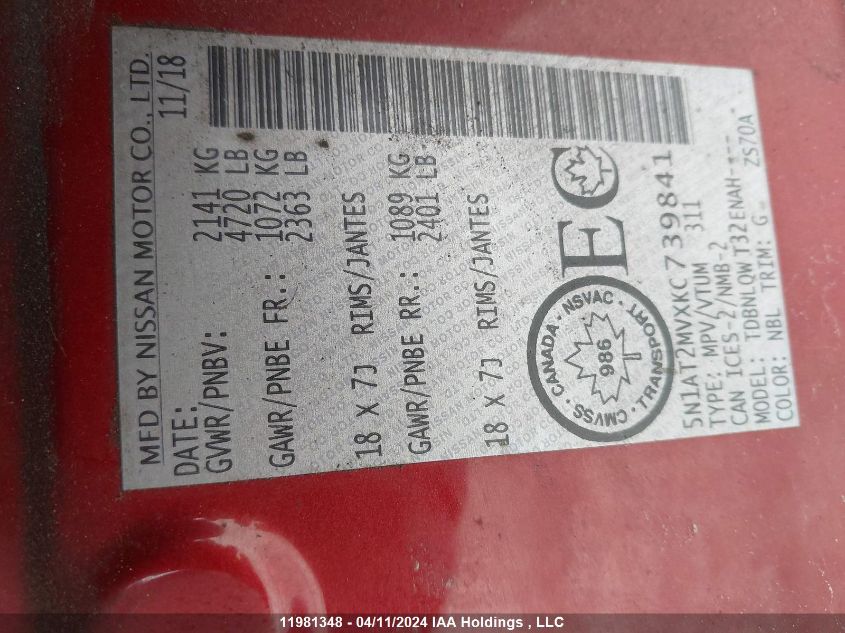 MFD BY NISSAN MOTOR CO., LTD.
DATE: 11/18
GVWR/PNBV: 2141 KG
4720 LB
GAWR/PNBE FR.: 1072 KG
2363 LB
18 X 7J RIMS/JANTES
GAWR/PNBE RR.: 1089 KG
2401 LB
18 X 7J RIMS/JANTES
CANADA · NSVAC · TRANSPORT · CMVSS ·
986
EC
5N1AT2MVXKC739841
TYPE: MPV/VTUM 311
CAN ICES-2/NMB-2
MODEL: TDBNLQW T32ENAH----
COLOR: NBL TRIM: G ZS70A
11981348 - 04/11/2024 IAA Holdings , LLC